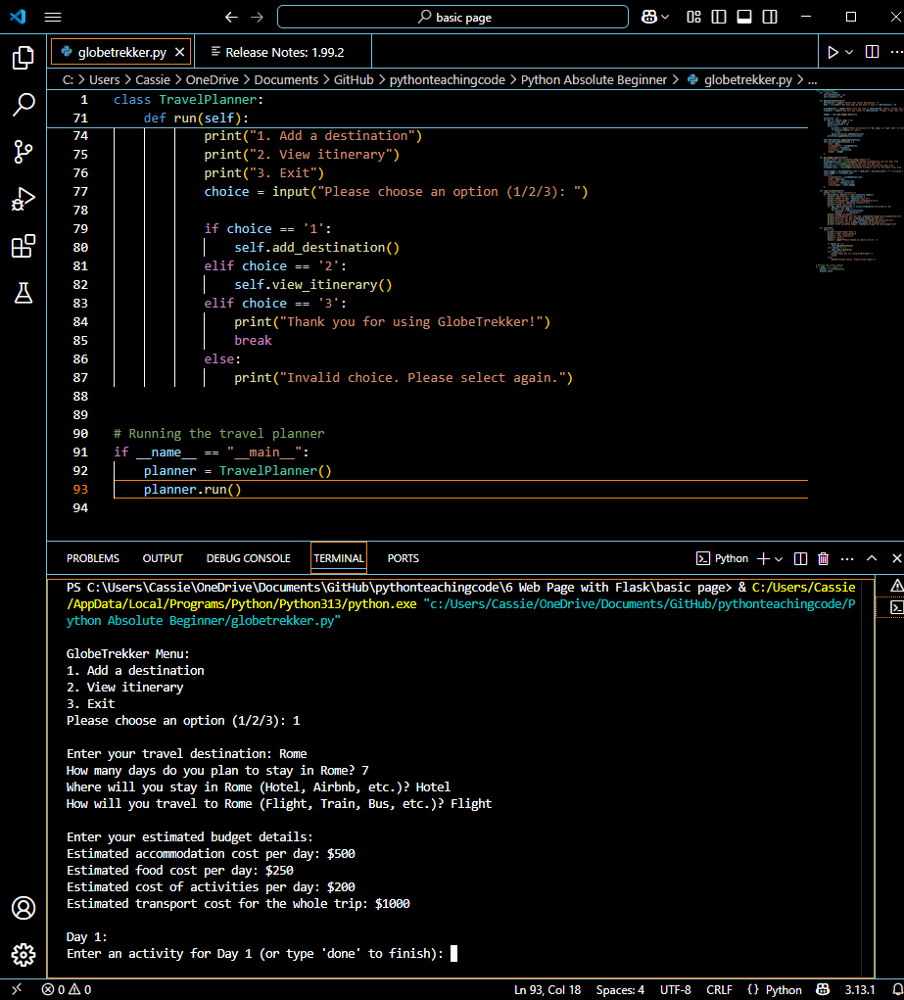 basic page
globetrekker.py
Release Notes: 1.99.2
C: > Users > Cassie > OneDrive > Documents > GitHub > pythonteachingcode > Python Absolute Beginner > globetrekker.py > ...
1 class TravelPlanner:
71 def run(self):
74 print("1. Add a destination")
75 print("2. View itinerary")
76 print("3. Exit")
77 choice = input("Please choose an option (1/2/3): ")
78
79 if choice == '1':
80 self.add_destination()
81 elif choice == '2':
82 self.view_itinerary()
83 elif choice == '3':
84 print("Thank you for using GlobeTrekker!")
85 break
86 else:
87 print("Invalid choice. Please select again.")
88
89
90 # Running the travel planner
91 if __name__ == "__main__":
92 planner = TravelPlanner()
93 planner.run()
94
PROBLEMS OUTPUT DEBUG CONSOLE TERMINAL PORTS Python
PS C:\Users\Cassie\OneDrive\Documents\GitHub\pythonteachingcode\6 Web Page with Flask\basic page> & C:/Users/Cassie
/AppData/Local/Programs/Python/Python313/python.exe "c:/Users/Cassie/OneDrive/Documents/GitHub/pythonteachingcode/P
ython Absolute Beginner/globetrekker.py"
GlobeTrekker Menu:
1. Add a destination
2. View itinerary
3. Exit
Please choose an option (1/2/3): 1
Enter your travel destination: Rome
How many days do you plan to stay in Rome? 7
Where will you stay in Rome (Hotel, Airbnb, etc.)? Hotel
How will you travel to Rome (Flight, Train, Bus, etc.)? Flight
Enter your estimated budget details:
Estimated accommodation cost per day: $500
Estimated food cost per day: $250
Estimated cost of activities per day: $200
Estimated transport cost for the whole trip: $1000
Day 1:
Enter an activity for Day 1 (or type 'done' to finish):
0 0 Ln 93, Col 18 Spaces: 4 UTF-8 CRLF {} Python 3.13.1